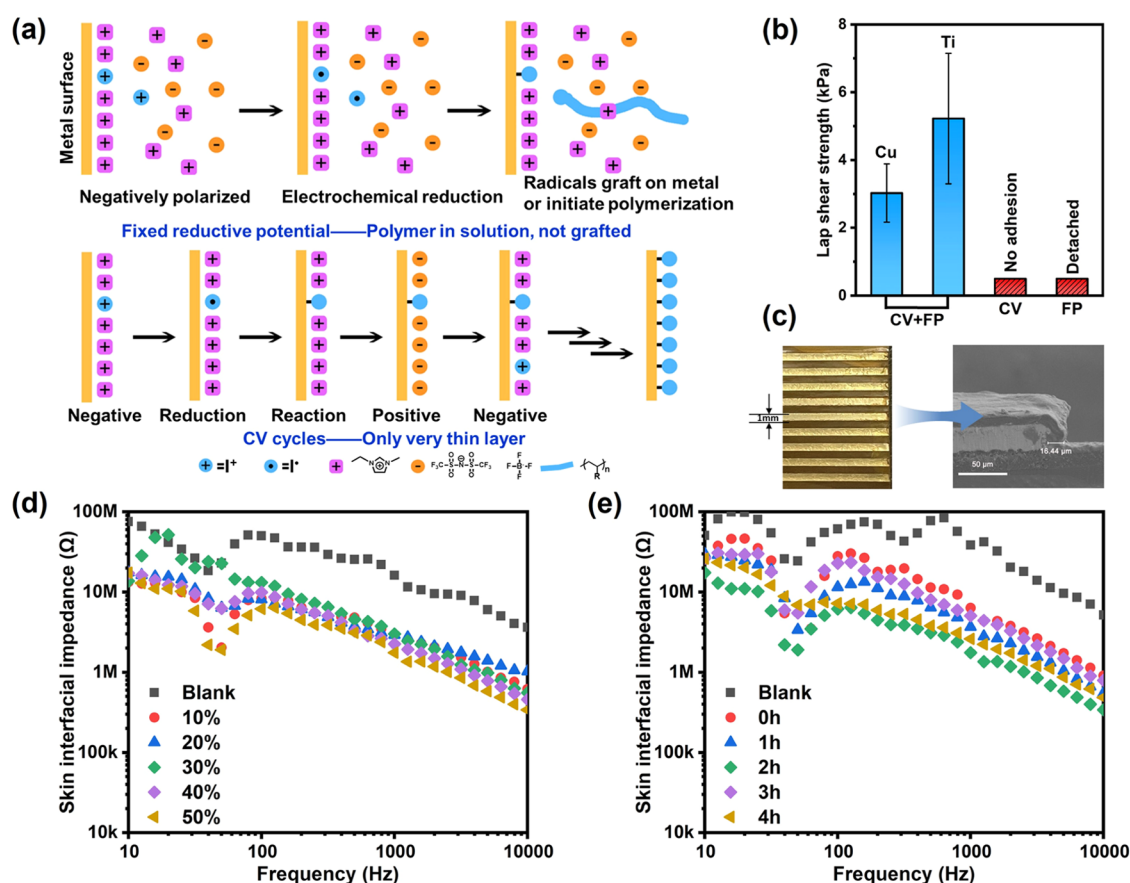 (a)
Metal surface
Negatively polarized
Electrochemical reduction
Radicals graft on metal
or initiate polymerization
Fixed reductive potential——Polymer in solution, not grafted
Negative
Reduction
Reaction
Positive
Negative
CV cycles——Only very thin layer
=I⁺
=I•
F₃C-S-N-S-CF₃
O
O
O
O
F-B-F
F
F
n
R
(b)
Lap shear strength (kPa)
8
6
4
2
0
Cu
Ti
No adhesion
Detached
CV+FP
CV
FP
(c)
1mm
16.44 µm
50 µm
(d)
Skin interfacial impedance (Ω)
100M
10M
1M
100k
10k
Blank
10%
20%
30%
40%
50%
10
100
1000
10000
Frequency (Hz)
(e)
Skin interfacial impedance (Ω)
100M
10M
1M
100k
10k
Blank
0h
1h
2h
3h
4h
10
100
1000
10000
Frequency (Hz)